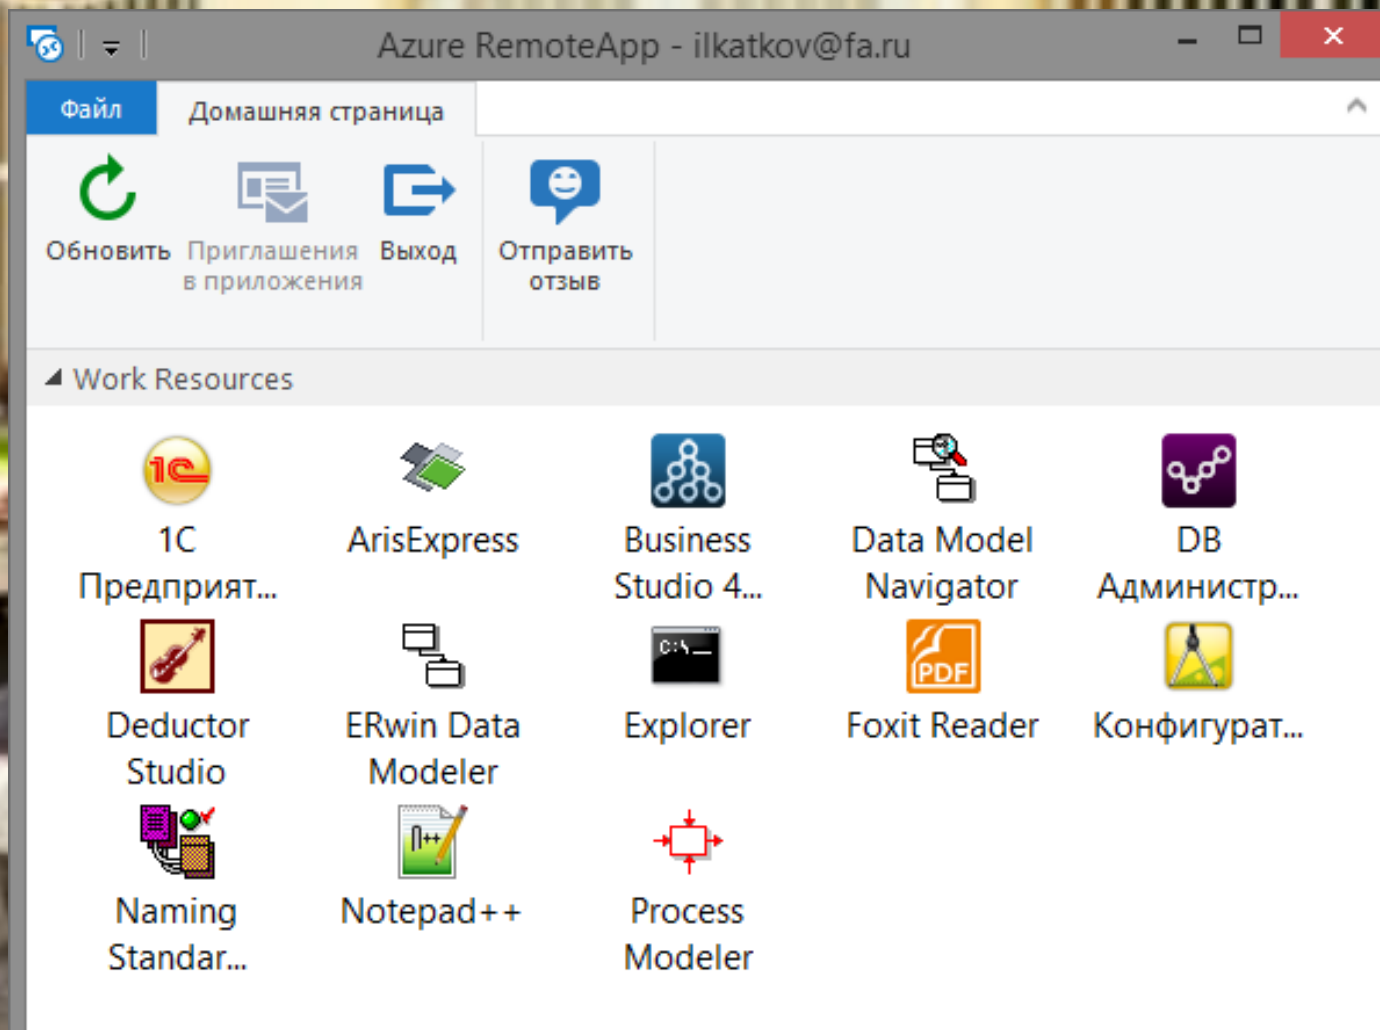 Azure RemoteApp - ilkatkov@fa.ru
Файл
Домашняя страница
Обновить
Приглашения
в приложения
Выход
Отправить
отзыв
Work Resources
1С
Предприят...
ArisExpress
Business
Studio 4...
Data Model
Navigator
DB
Администр...
Deductor
Studio
ERwin Data
Modeler
C:\_
Explorer
PDF
Foxit Reader
Конфигурат...
Naming
Standar...
n++
Notepad++
Process
Modeler